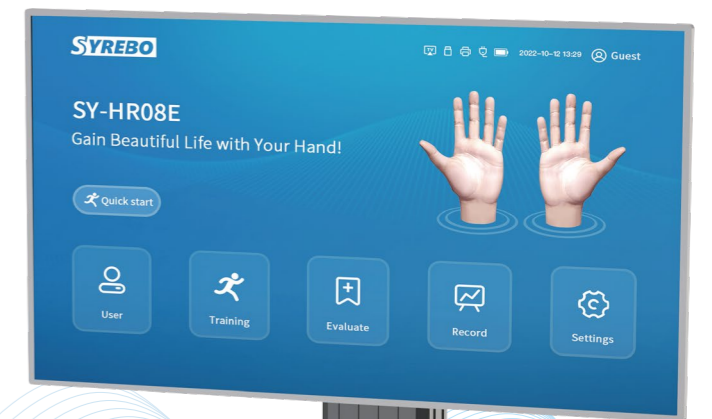 SYREBO
TV
2022-10-12 13:29
Guest
SY-HR08E
Gain Beautiful Life with Your Hand!
Quick start
User
Training
Evaluate
Record
Settings